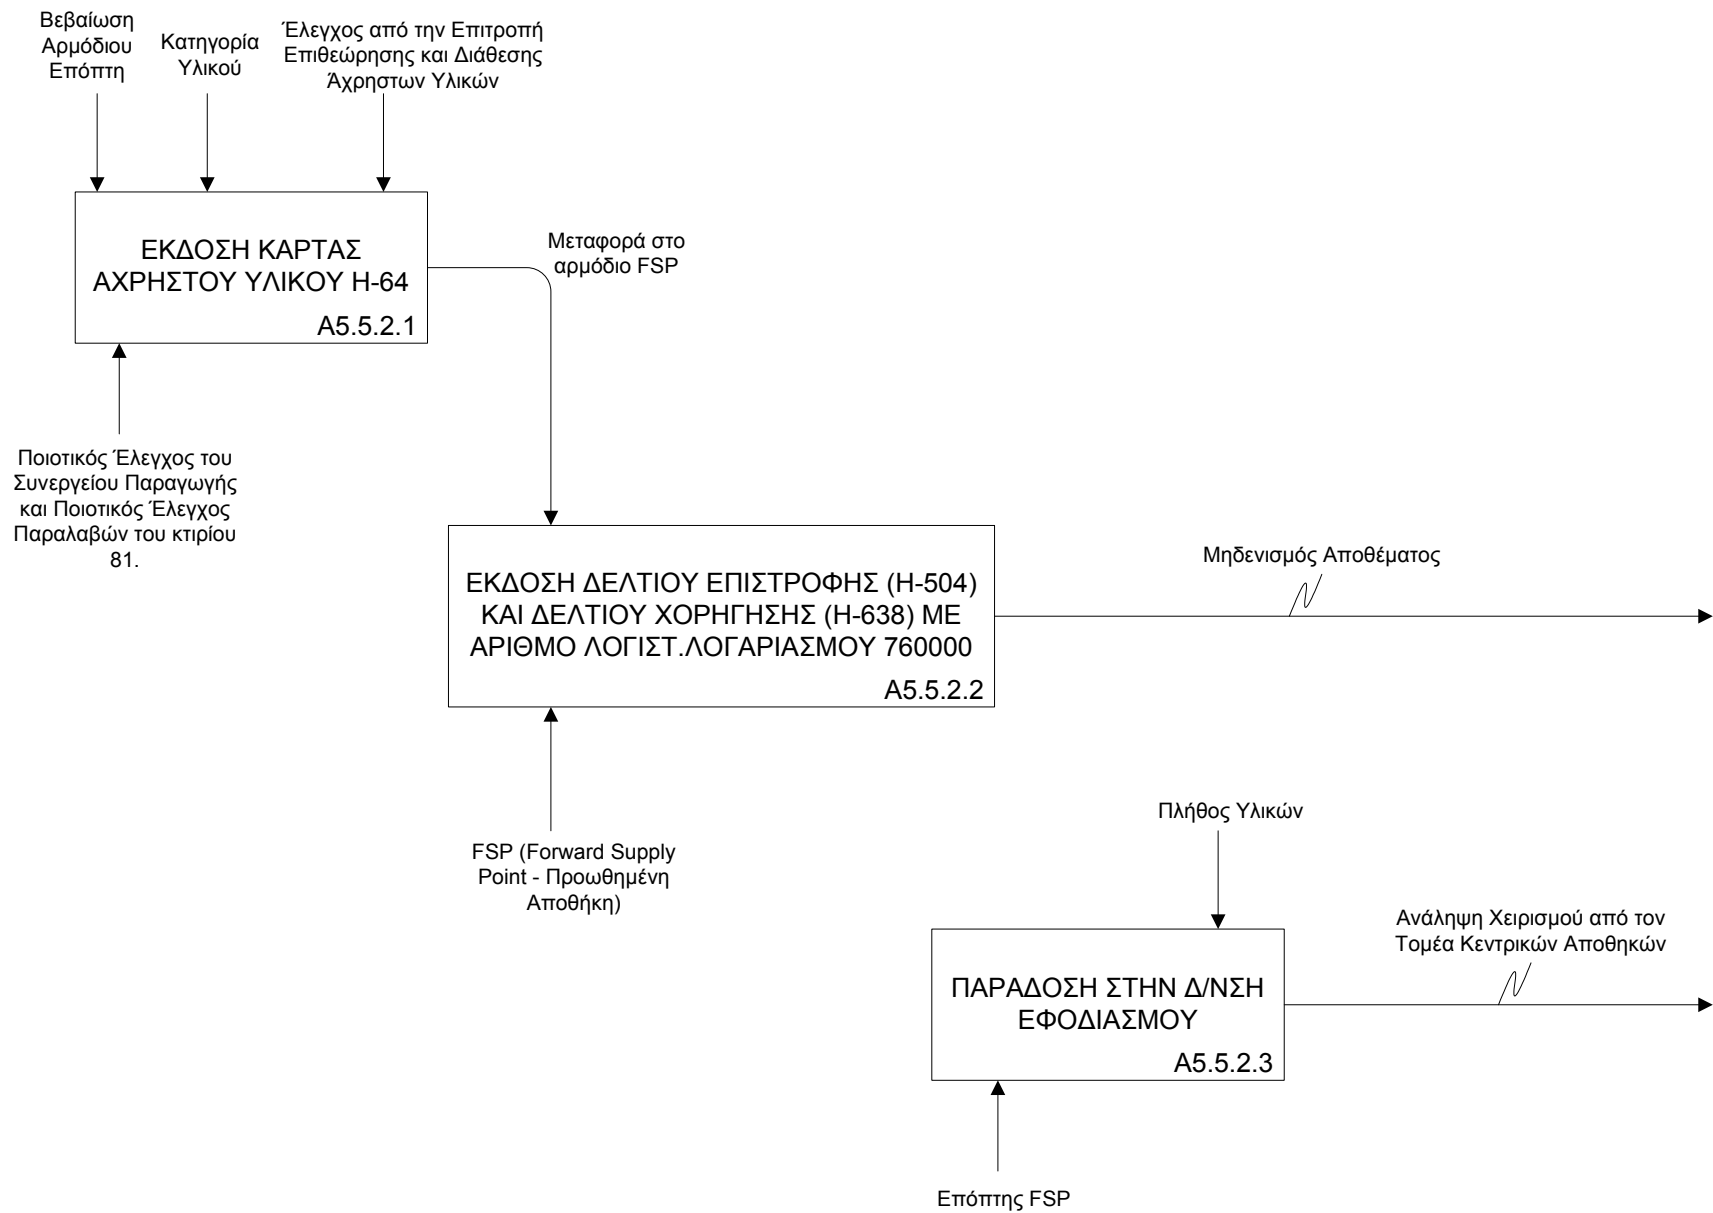 Βεβαίωση
Αρμόδιου
Επόπτη
Κατηγορία
Υλικού
Έλεγχος από την Επιτροπή
Επιθεώρησης και Διάθεσης
Άχρηστων Υλικών
ΕΚΔΟΣΗ ΚΑΡΤΑΣ
ΑΧΡΗΣΤΟΥ ΥΛΙΚΟΥ Η-64
Α5.5.2.1
Μεταφορά στο
αρμόδιο FSP
Ποιοτικός Έλεγχος του
Συνεργείου Παραγωγής
και Ποιοτικός Έλεγχος
Παραλαβών του κτιρίου
81.
ΕΚΔΟΣΗ ΔΕΛΤΙΟΥ ΕΠΙΣΤΡΟΦΗΣ (Η-504)
ΚΑΙ ΔΕΛΤΙΟΥ ΧΟΡΗΓΗΣΗΣ (Η-638) ΜΕ
ΑΡΙΘΜΟ ΛΟΓΙΣΤ.ΛΟΓΑΡΙΑΣΜΟΥ 760000
Α5.5.2.2
Μηδενισμός Αποθέματος
FSP (Forward Supply
Point - Προωθημένη
Αποθήκη)
Πλήθος Υλικών
ΠΑΡΑΔΟΣΗ ΣΤΗΝ Δ/ΝΣΗ
ΕΦΟΔΙΑΣΜΟΥ
Α5.5.2.3
Ανάληψη Χειρισμού από τον
Τομέα Κεντρικών Αποθηκών
Επόπτης FSP